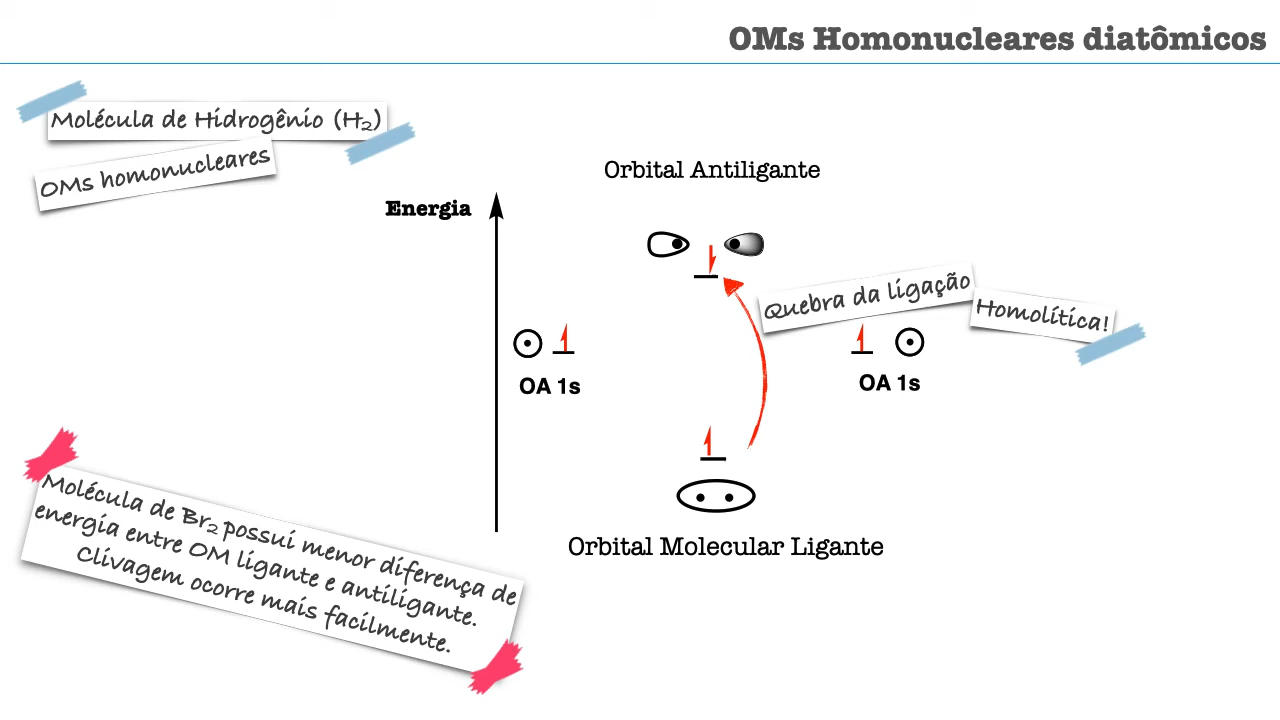 OMs Homonucleares diatômicos
Molécula de Hidrogênio (H₂)
OMs homonucleares
Orbital Antiligante
Energia
Quebra da ligação
Homolítica!
OA 1s
OA 1s
Orbital Molecular Ligante
Molécula de Br₂ possui menor diferença de
energia entre OM ligante e antiligante.
Clivagem ocorre mais facilmente.